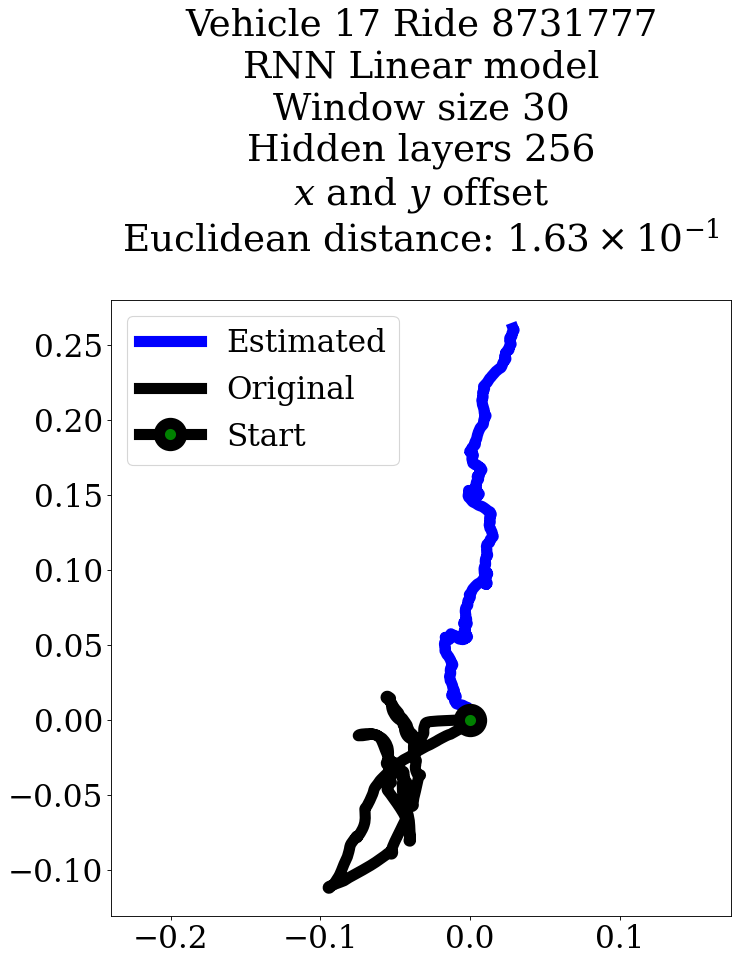 Vehicle 17 Ride 8731777
RNN Linear model
Window size 30
Hidden layers 256
x and y offset
Euclidean distance: 1.63 × 10⁻¹
Estimated
Original
Start
0.25
0.20
0.15
0.10
0.05
0.00
−0.05
−0.10
−0.2 −0.1 0.0 0.1